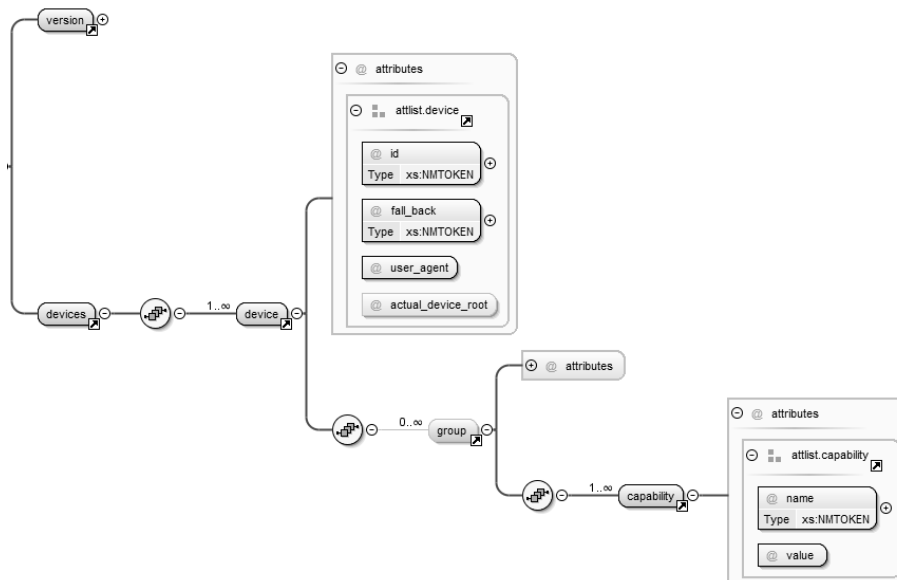 version
@ attributes
attlist.device
@ id
Type xs:NMTOKEN
@ fall_back
Type xs:NMTOKEN
@ user_agent
@ actual_device_root
devices
1..∞
device
@ attributes
0..∞
group
@ attributes
attlist.capability
1..∞
capability
@ name
Type xs:NMTOKEN
@ value